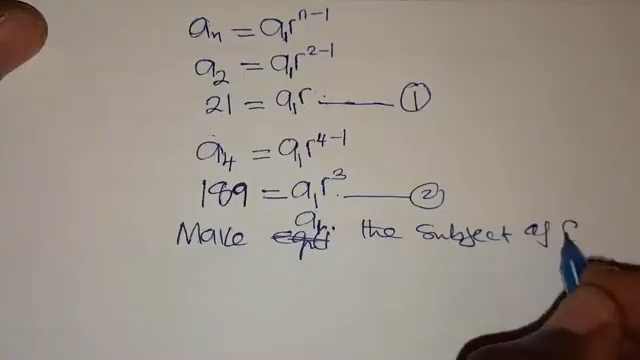 aₙ = a₁rⁿ⁻¹
a₂ = a₁r²⁻¹
21 = a₁r ——— ①
a₄ = a₁r⁴⁻¹
189 = a₁r³ ——— ②
Make the Subject of